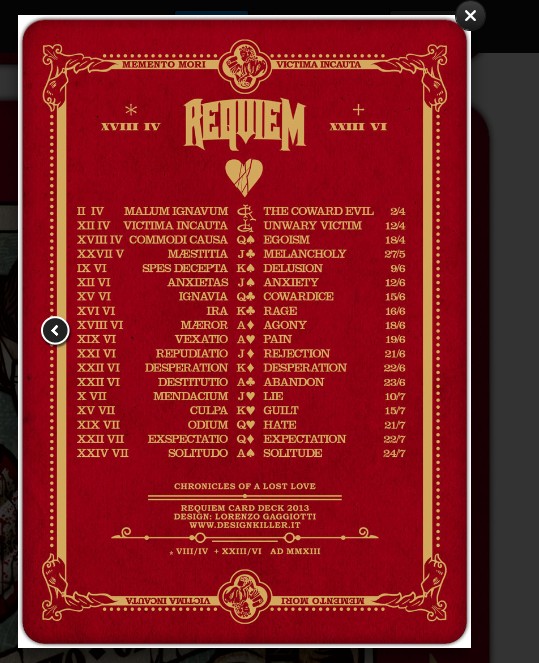 MEMENTO MORI VICTIMA INCAUTA
* +
XVIII IV REQUIEM XXIII VI
II IV MALUM IGNAVUM THE COWARD EVIL 2/4
XII IV VICTIMA INCAUTA UNWARY VICTIM 12/4
XVIII IV COMMODI CAUSA Q♠ EGOISM 18/4
XXVII V MÆSTITIA J♣ MELANCHOLY 27/5
IX VI SPES DECEPTA K♠ DELUSION 9/6
XII VI ANXIETAS J♠ ANXIETY 12/6
XV VI IGNAVIA Q♣ COWARDICE 15/6
XVI VI IRA K♣ RAGE 16/6
XVIII VI MÆROR A♦ AGONY 18/6
XIX VI VEXATIO A♥ PAIN 19/6
XXI VI REPUDIATIO J♦ REJECTION 21/6
XXII VI DESPERATION K♦ DESPERATION 22/6
XXII VI DESTITUTIO A♣ ABANDON 23/6
X VII MENDACIUM J♥ LIE 10/7
XV VII CULPA K♥ GUILT 15/7
XIX VII ODIUM Q♥ HATE 21/7
XXII VII EXSPECTATIO Q♦ EXPECTATION 22/7
XXIV VII SOLITUDO A♠ SOLITUDE 24/7
CHRONICLES OF A LOST LOVE
REQUIEM CARD DECK 2013
DESIGN: LORENZO GAGGIOTTI
WWW.DESIGNKILLER.IT
* VIII/IV + XXIII/VI AD MMXIII
VICTIMA INCAUTA MEMENTO MORI